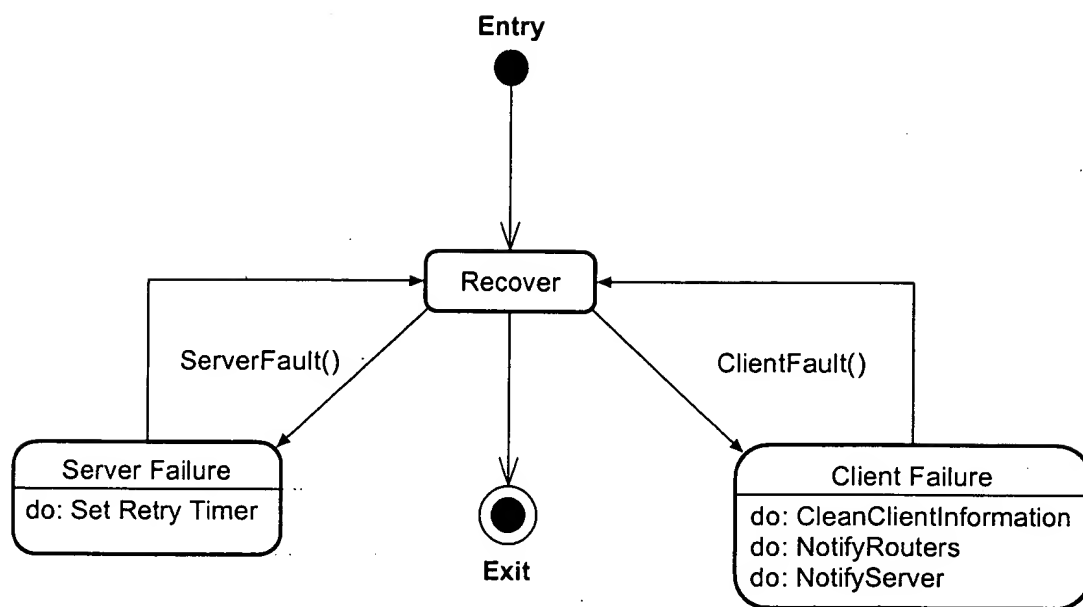 Entry
Recover
ServerFault()
ClientFault()
Server Failure
do: Set Retry Timer
Client Failure
do: CleanClientInformation
do: NotifyRouters
do: NotifyServer
Exit